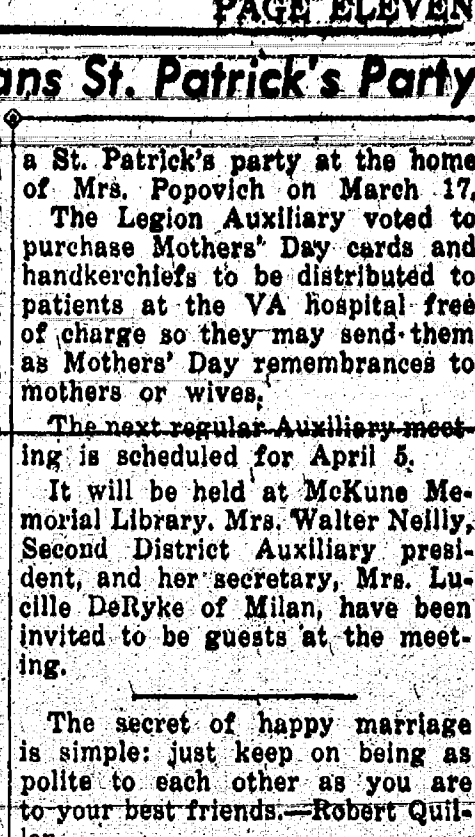 PAGE ELEVEN
ans St. Patrick's Party
a St. Patrick's party at the home
of Mrs. Popovich on March 17.
The Legion Auxiliary voted to
purchase Mothers' Day cards and
handkerchiefs to be distributed to
patients at the VA hospital free
of charge so they may send them
as Mothers' Day remembrances to
mothers or wives.
The next regular Auxiliary meet-
ing is scheduled for April 5.
It will be held at McKune Me-
morial Library. Mrs. Walter Neilly,
Second District Auxiliary presi-
dent, and her secretary, Mrs. Lu-
cille DeRyke of Milan, have been
invited to be guests at the meet-
ing.
The secret of happy marriage
is simple: just keep on being as
polite to each other as you are
to your best friends.—Robert Quil-
len